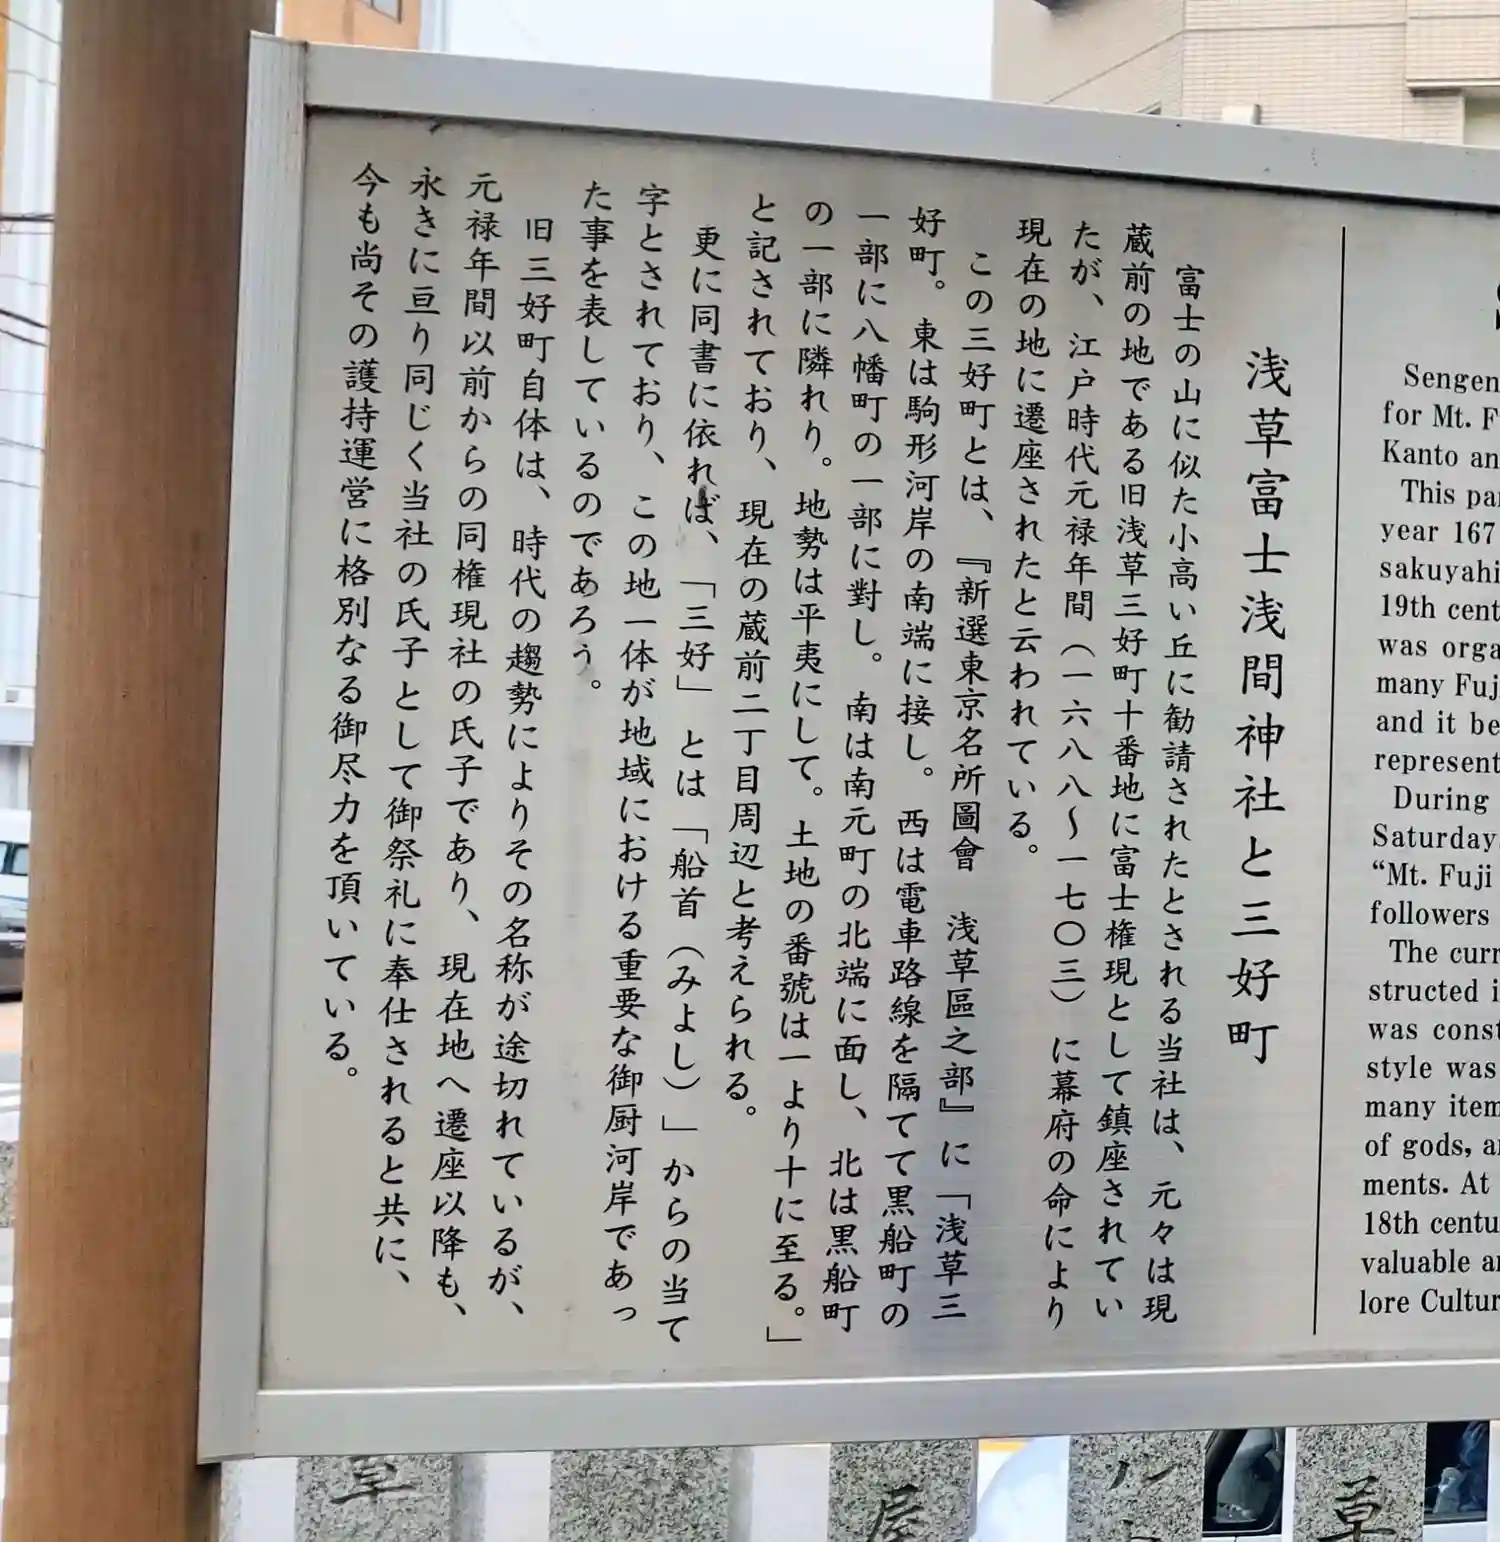 浅草富士浅間神社と三好町
富士の山に似た小高い丘に勧請されたとされる当社は、元々は現
蔵前の地である旧浅草三好町十番地に富士権現として鎮座されてい
たが、江戸時代元禄年間（一六八八〜一七〇三）に幕府の命により
現在の地に遷座されたと云われている。
この三好町とは、『新選東京名所圖會　浅草區之部』に「浅草三
好町。東は駒形河岸の南端に接し。西は電車路線を隔てて黒船町の
一部に八幡町の一部に對し。南は南元町の北端に面し、北は黒船町
の一部に隣れり。地勢は平夷にして。土地の番號は一より十に至る。」
と記されており、現在の蔵前二丁目周辺と考えられる。
更に同書に依れば、「三好」とは「船首（みよし）」からの当て
字とされており、この地一体が地域における重要な御厨河岸であっ
た事を表しているのであろう。
旧三好町自体は、時代の趨勢によりその名称が途切れているが、
元禄年間以前からの同権現社の氏子であり、現在地へ遷座以降も、
永きに亘り同じく当社の氏子として御祭礼に奉仕されると共に、
今も尚その護持運営に格別なる御尽力を頂いている。
Sengen
for Mt. F
Kanto an
This pa
year 167
sakuyahi
19th cent
was orga
many Fuj
and it be
represent
During
Saturday
“Mt. Fuji
followers
The curr
structed i
was const
style was
many item
of gods, a
ments. At
18th centu
valuable a
lore Cultur
草
屋
草